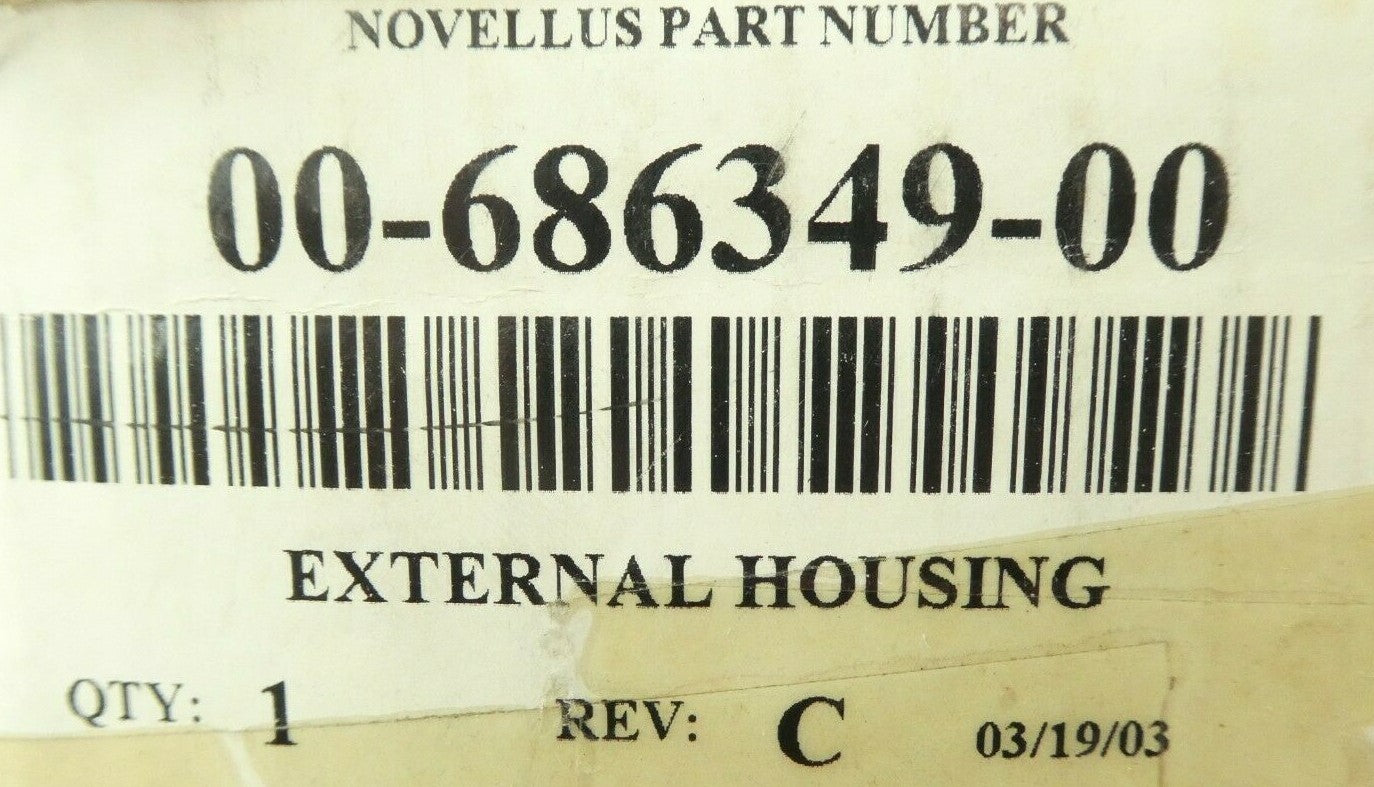 NOVELLUS PART NUMBER
00-686349-00
EXTERNAL HOUSING
QTY: 1 REV: C 03/19/03